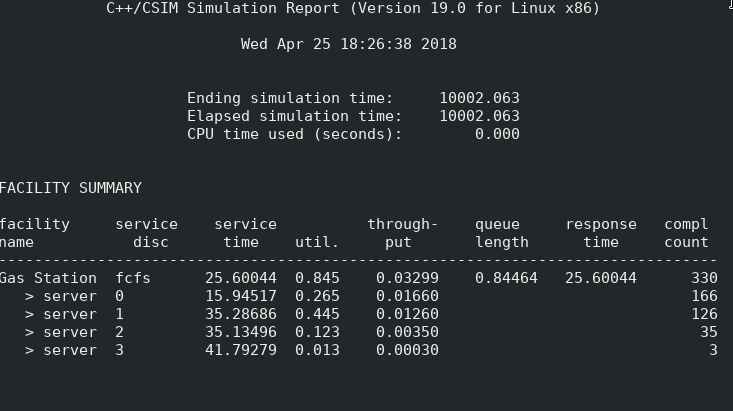 C++/CSIM Simulation Report (Version 19.0 for Linux x86)
Wed Apr 25 18:26:38 2018
Ending simulation time:     10002.063
Elapsed simulation time:    10002.063
CPU time used (seconds):        0.000
FACILITY SUMMARY
facility     service    service          through-    queue     response   compl
name           disc      time    util.     put       length      time     count
--------------------------------------------------------------------------------
Gas Station  fcfs      25.60044  0.845    0.03299    0.84464   25.60044      330
   > server  0         15.94517  0.265    0.01660                            166
   > server  1         35.28686  0.445    0.01260                            126
   > server  2         35.13496  0.123    0.00350                             35
   > server  3         41.79279  0.013    0.00030                              3